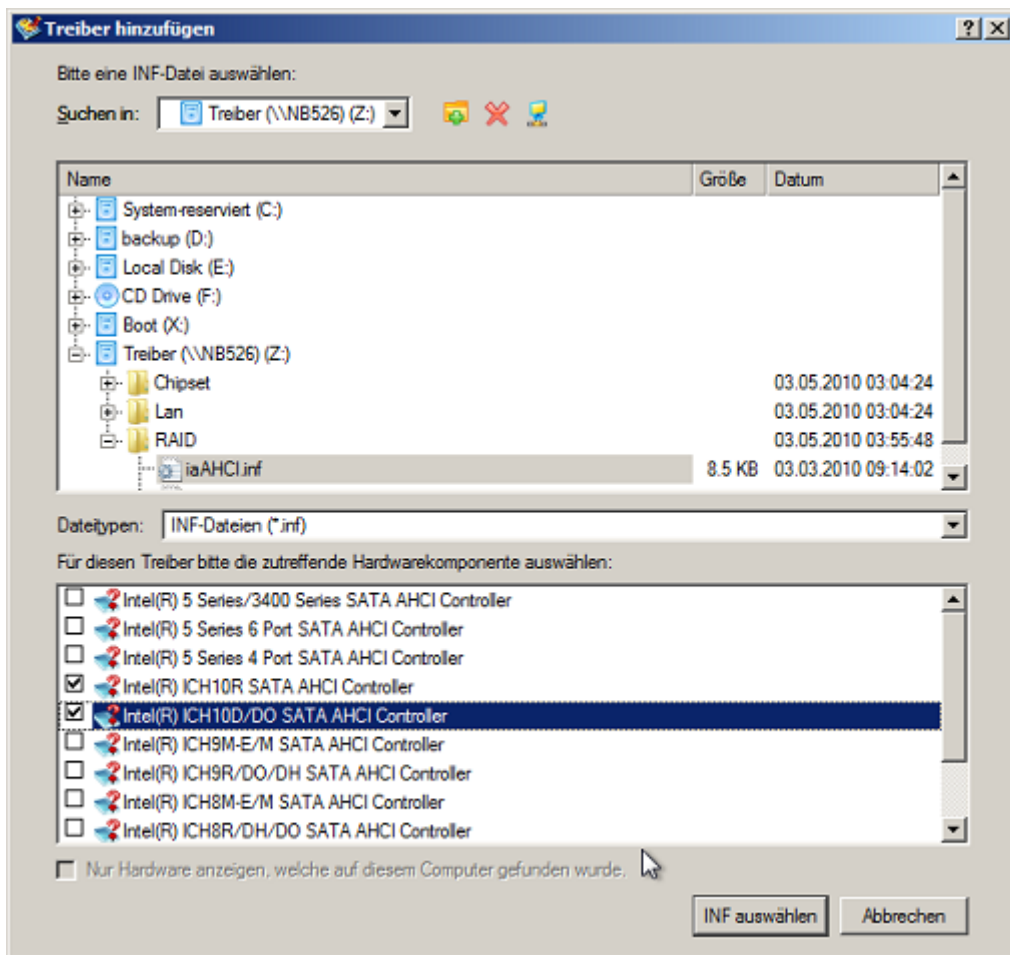 Treiber hinzufügen
Bitte eine INF-Datei auswählen:
Suchen in: Treiber (\\NB526) (Z:)
Name Größe Datum
System-reserviert (C:)
backup (D:)
Local Disk (E:)
CD Drive (F:)
Boot (X:)
Treiber (\\NB526) (Z:)
Chipset 03.05.2010 03:04:24
Lan 03.05.2010 03:04:24
RAID 03.05.2010 03:55:48
iaAHCI.inf 8.5 KB 03.03.2010 09:14:02
Dateitypen: INF-Dateien (*.inf)
Für diesen Treiber bitte die zutreffende Hardwarekomponente auswählen:
Intel(R) 5 Series/3400 Series SATA AHCI Controller
Intel(R) 5 Series 6 Port SATA AHCI Controller
Intel(R) 5 Series 4 Port SATA AHCI Controller
Intel(R) ICH10R SATA AHCI Controller
Intel(R) ICH10D/DO SATA AHCI Controller
Intel(R) ICH9M-E/M SATA AHCI Controller
Intel(R) ICH9R/DO/DH SATA AHCI Controller
Intel(R) ICH8M-E/M SATA AHCI Controller
Intel(R) ICH8R/DH/DO SATA AHCI Controller
Nur Hardware anzeigen, welche auf diesem Computer gefunden wurde.
INF auswählen Abbrechen